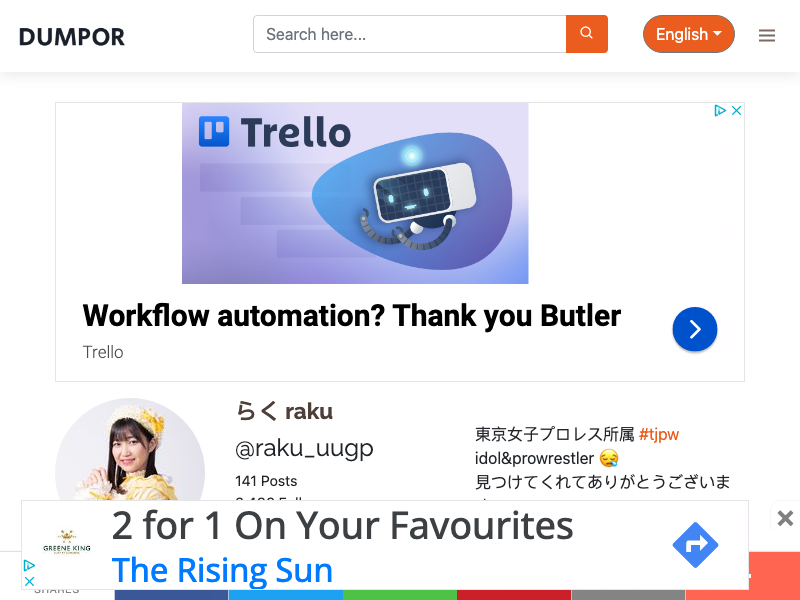 DUMPOR
Search here...
English
Trello
Workflow automation? Thank you Butler
Trello
らく raku
@raku_uugp
141 Posts
東京女子プロレス所属 #tjpw
idol&prowrestler 😪
見つけてくれてありがとうございま
2 for 1 On Your Favourites
GREENE KING
The Rising Sun
SHARES